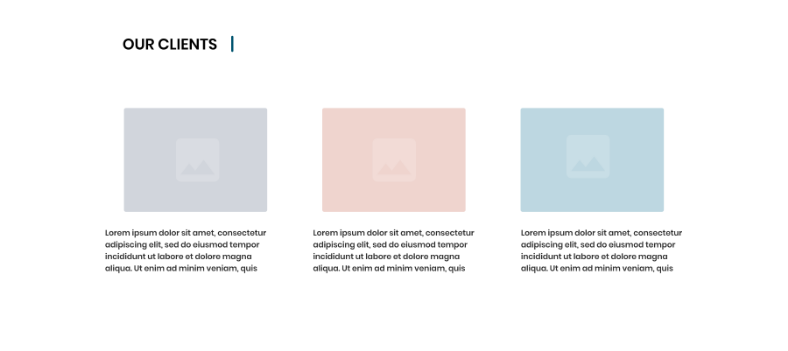 OUR CLIENTS
Lorem ipsum dolor sit amet, consectetur
adipiscing elit, sed do eiusmod tempor
incididunt ut labore et dolore magna
aliqua. Ut enim ad minim veniam, quis
Lorem ipsum dolor sit amet, consectetur
adipiscing elit, sed do eiusmod tempor
incididunt ut labore et dolore magna
aliqua. Ut enim ad minim veniam, quis
Lorem ipsum dolor sit amet, consectetur
adipiscing elit, sed do eiusmod tempor
incididunt ut labore et dolore magna
aliqua. Ut enim ad minim veniam, quis